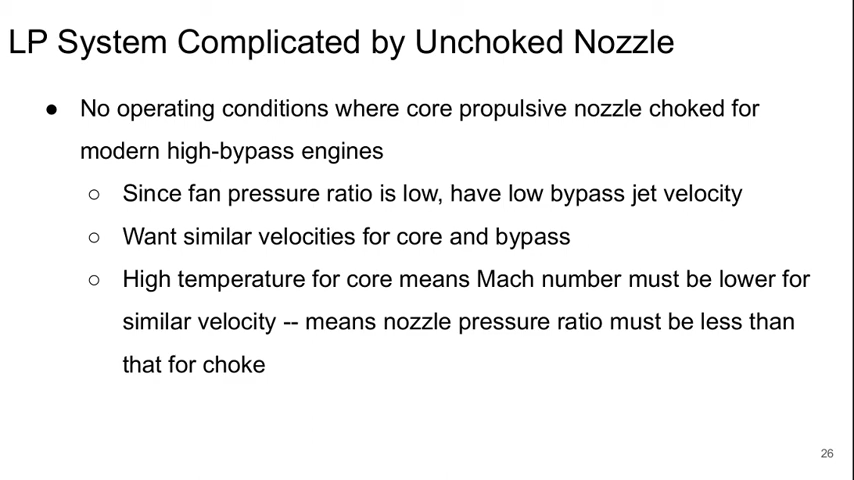 LP System Complicated by Unchoked Nozzle
● No operating conditions where core propulsive nozzle choked for
modern high-bypass engines
○ Since fan pressure ratio is low, have low bypass jet velocity
○ Want similar velocities for core and bypass
○ High temperature for core means Mach number must be lower for
similar velocity -- means nozzle pressure ratio must be less than
that for choke
26